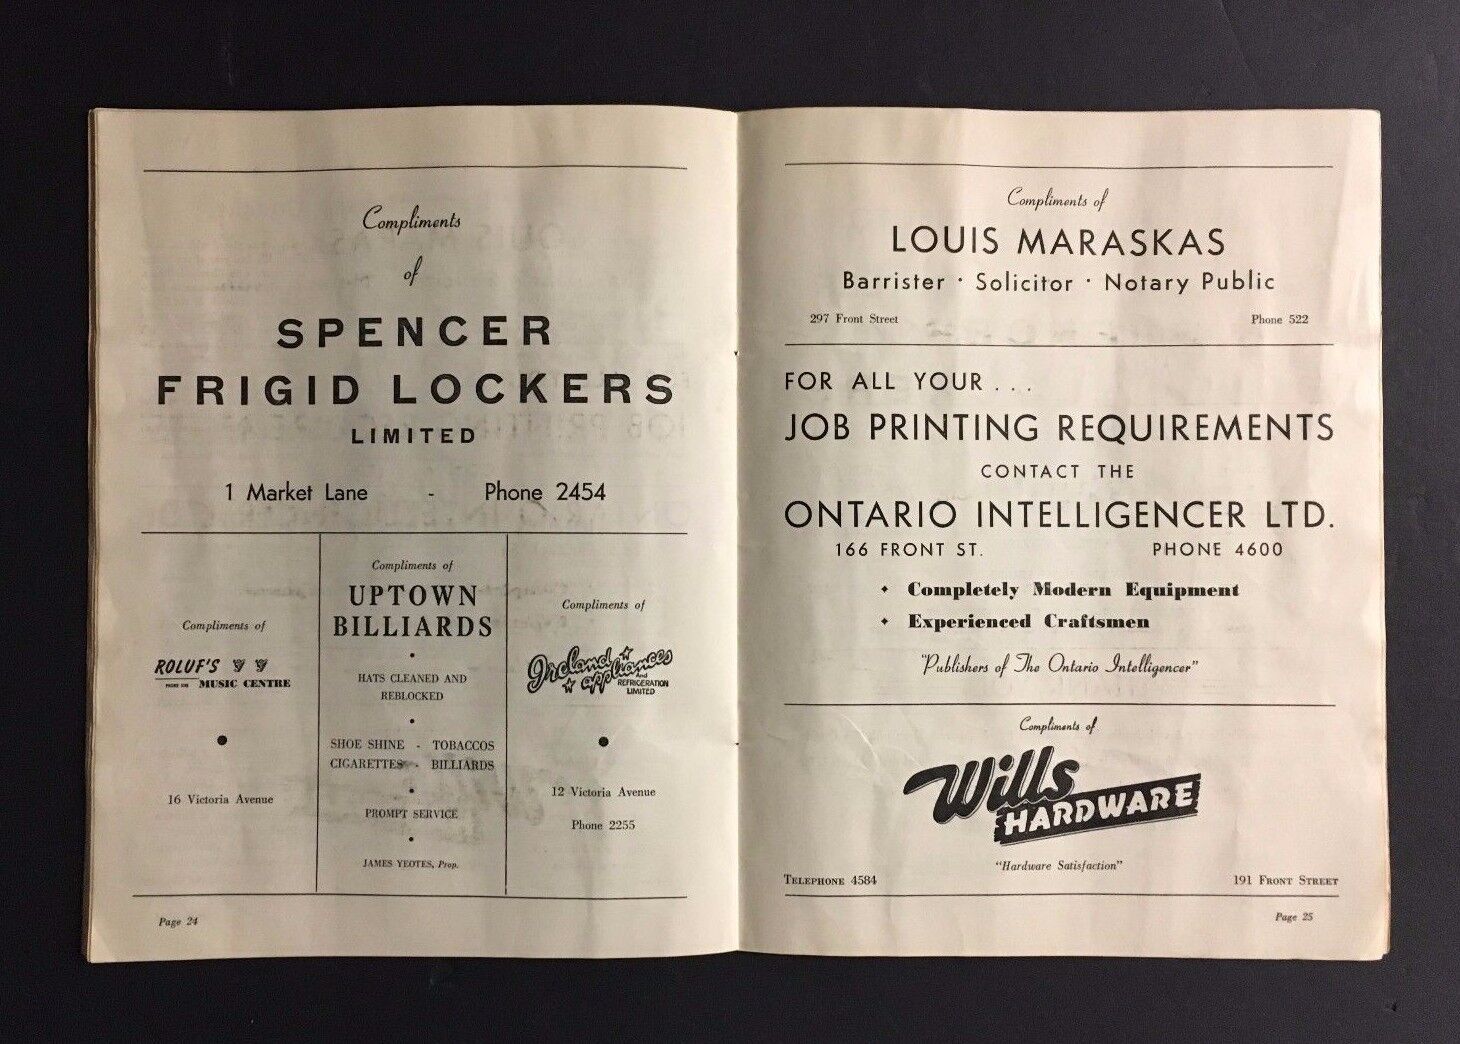 Compliments
of
SPENCER
FRIGID LOCKERS
LIMITED
1 Market Lane - Phone 2454
Compliments of
ROLUF'S
MUSIC CENTRE
16 Victoria Avenue
Compliments of
UPTOWN
BILLIARDS
HATS CLEANED AND
REBLOCKED
SHOE SHINE - TOBACCOS
CIGARETTES - BILLIARDS
PROMPT SERVICE
JAMES YEOTES, Prop.
Compliments of
Ireland
appliances
AND
REFRIGERATION
LIMITED
12 Victoria Avenue
Phone 2255
Page 24
Compliments of
LOUIS MARASKAS
Barrister · Solicitor · Notary Public
297 Front Street Phone 522
FOR ALL YOUR . . .
JOB PRINTING REQUIREMENTS
CONTACT THE
ONTARIO INTELLIGENCER LTD.
166 FRONT ST. PHONE 4600
✦ Completely Modern Equipment
✦ Experienced Craftsmen
"Publishers of The Ontario Intelligencer"
Compliments of
Wills
HARDWARE
"Hardware Satisfaction"
TELEPHONE 4584 191 FRONT STREET
Page 25